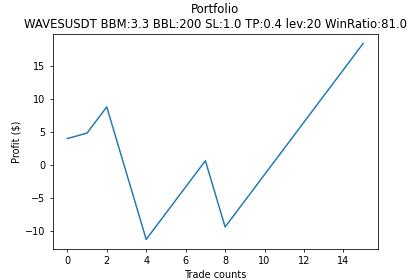 Portfolio
WAVESUSDT BBM:3.3 BBL:200 SL:1.0 TP:0.4 lev:20 WinRatio:81.0
15
10
5
0
−5
−10
Profit ($)
0 2 4 6 8 10 12 14
Trade counts